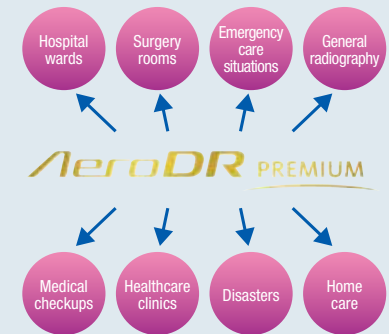 Hospital
wards
Surgery
rooms
Emergency
care
situations
General
radiography
AeroDR PREMIUM
Medical
checkups
Healthcare
clinics
Disasters
Home
care